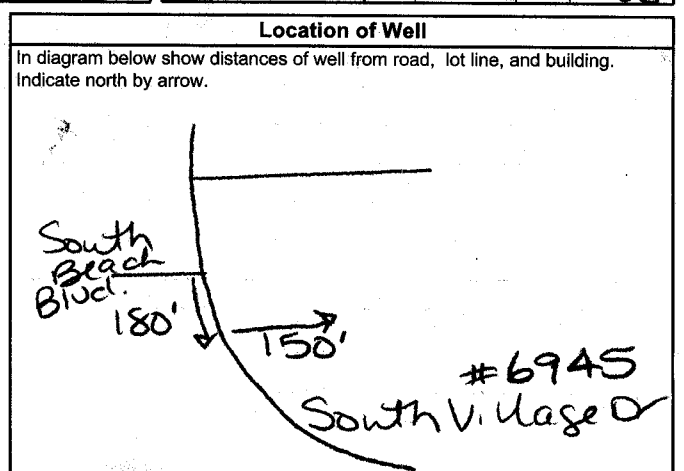 Location of Well
In diagram below show distances of well from road, lot line, and building.
Indicate north by arrow.
South
Beach
Blvd.
180'
150'
#6945
South Village Dr